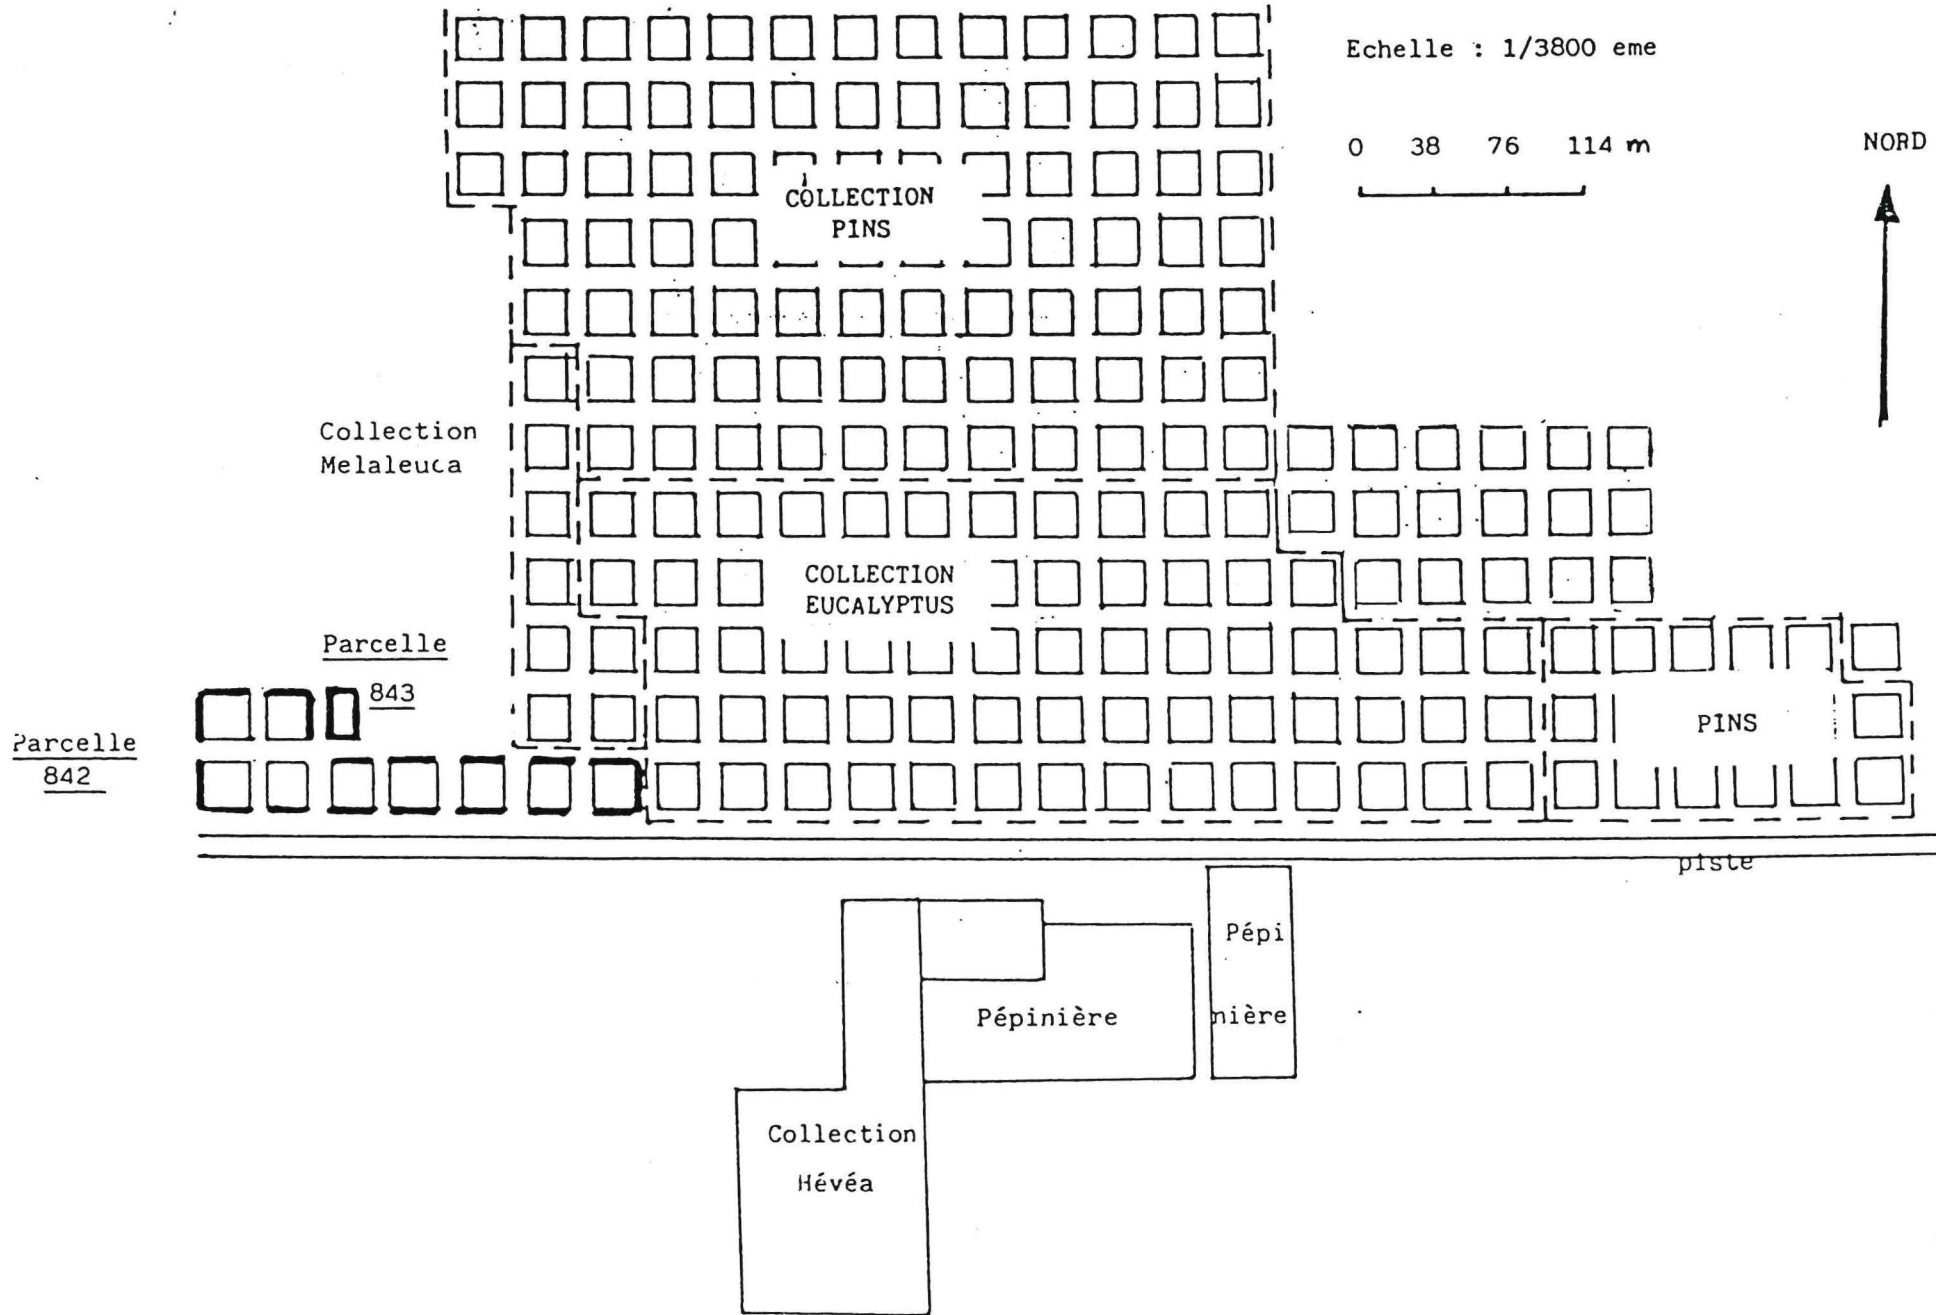 Echelle : 1/3800 eme
0 38 76 114 m
NORD
COLLECTION
PINS
Collection
Melaleuca
COLLECTION
EUCALYPTUS
Parcelle
843
Parcelle
842
PINS
piste
Pépi
nière
Pépinière
Collection
Hévéa